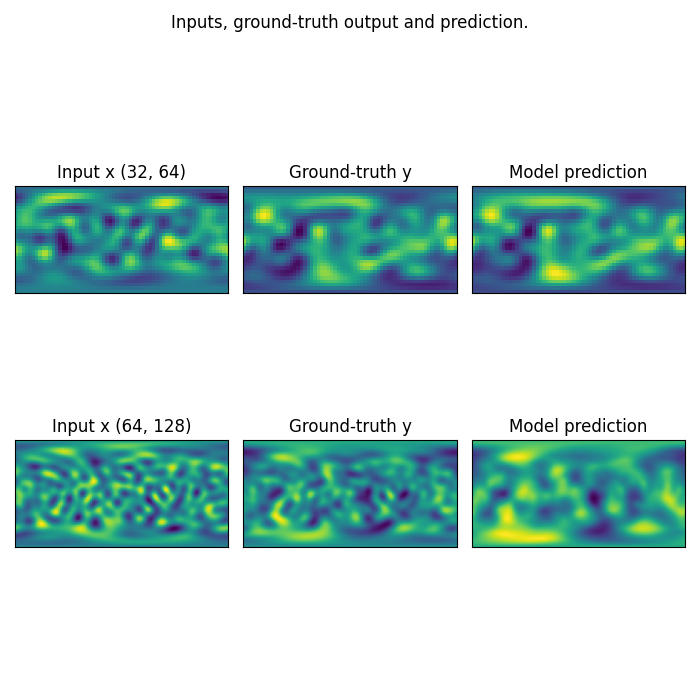 Inputs, ground-truth output and prediction.
Input x (32, 64)
Ground-truth y
Model prediction
Input x (64, 128)
Ground-truth y
Model prediction